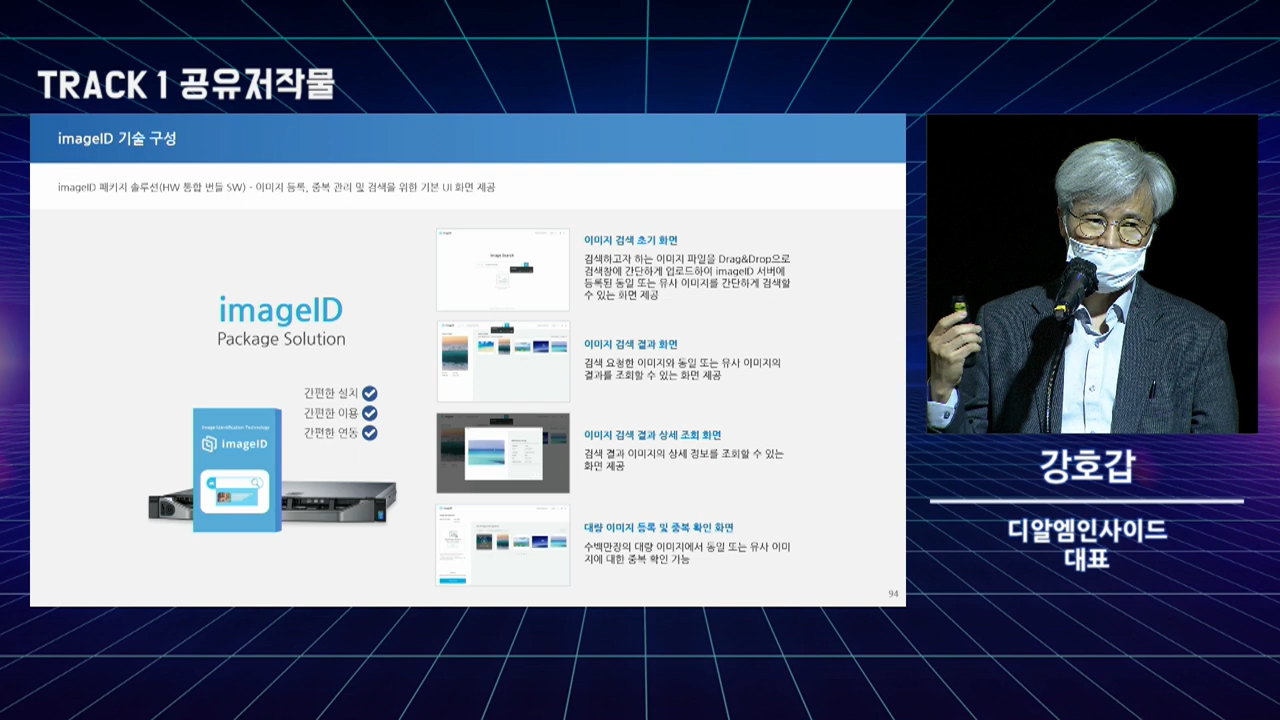 TRACK 1 공유저작물
imageID 기술 구성
imageID 패키지 솔루션(HW 통합 번들 SW) - 이미지 등록, 중복 관리 및 검색을 위한 기본 UI 화면 제공
imageID
Package Solution
간편한 설치
간편한 이용
간편한 연동
Image Identification Technology
imageID
Image Search
이미지 검색 초기 화면
검색하고자 하는 이미지 파일을 Drag&Drop으로
검색창에 간단하게 업로드하여 imageID 서버에
등록된 동일 또는 유사 이미지를 간단하게 검색할
수 있는 화면 제공
이미지 검색 결과 화면
검색 요청한 이미지와 동일 또는 유사 이미지의
결과를 조회할 수 있는 화면 제공
이미지 검색 결과 상세 조회 화면
검색 결과 이미지의 상세 정보를 조회할 수 있는
화면 제공
대량 이미지 등록 및 중복 확인 화면
수백만장의 대량 이미지에서 동일 또는 유사 이미
지에 대한 중복 확인 가능
94
강호갑
디알엠인사이드
대표